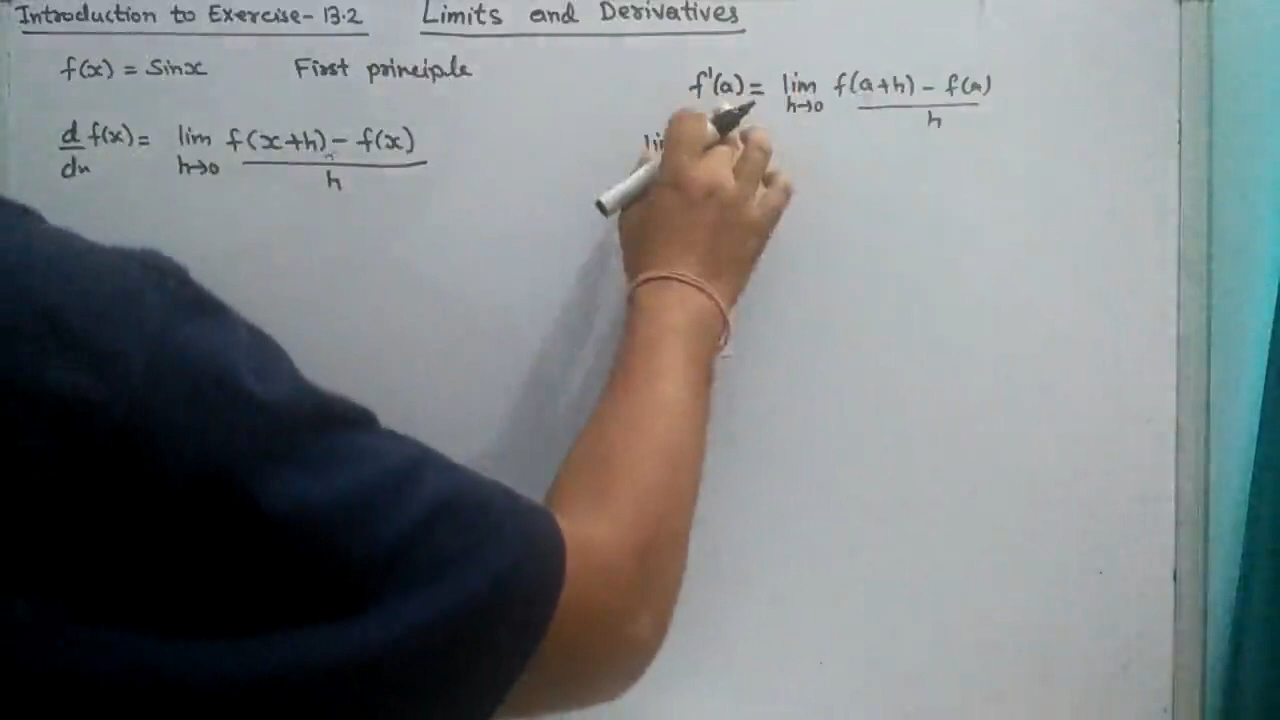 Introduction to Exercise-13.2 Limits and Derivatives
f(x) = Sinx First principle
f'(a) = lim f(a+h) - f(a)
h→0 h
d f(x) = lim f(x+h) - f(x)
dx h→0 h